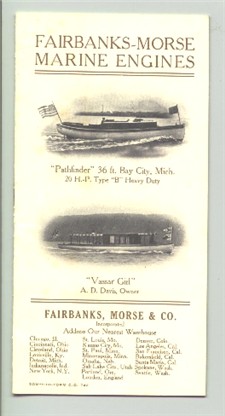 FAIRBANKS-MORSE
MARINE ENGINES
"Pathfinder" 36 ft. Bay City, Mich.
20 H.-P. Type "B" Heavy Duty
"Vassar Girl"
A. D. Davis, Owner
FAIRBANKS, MORSE & CO.
(Incorporated)
Address Our Nearest Warehouse
Chicago, Ill. St. Louis, Mo. Denver, Colo.
Cincinnati, Ohio Kansas City, Mo. Los Angeles, Cal.
Cleveland, Ohio St. Paul, Minn. San Francisco, Cal.
Louisville, Ky. Minneapolis, Minn. Bakersfield, Cal.
Detroit, Mich. Omaha, Neb. Santa Maria, Cal.
Indianapolis, Ind. Salt Lake City, Utah Spokane, Wash.
New York, N.Y. Portland, Ore. Seattle, Wash.
London, England